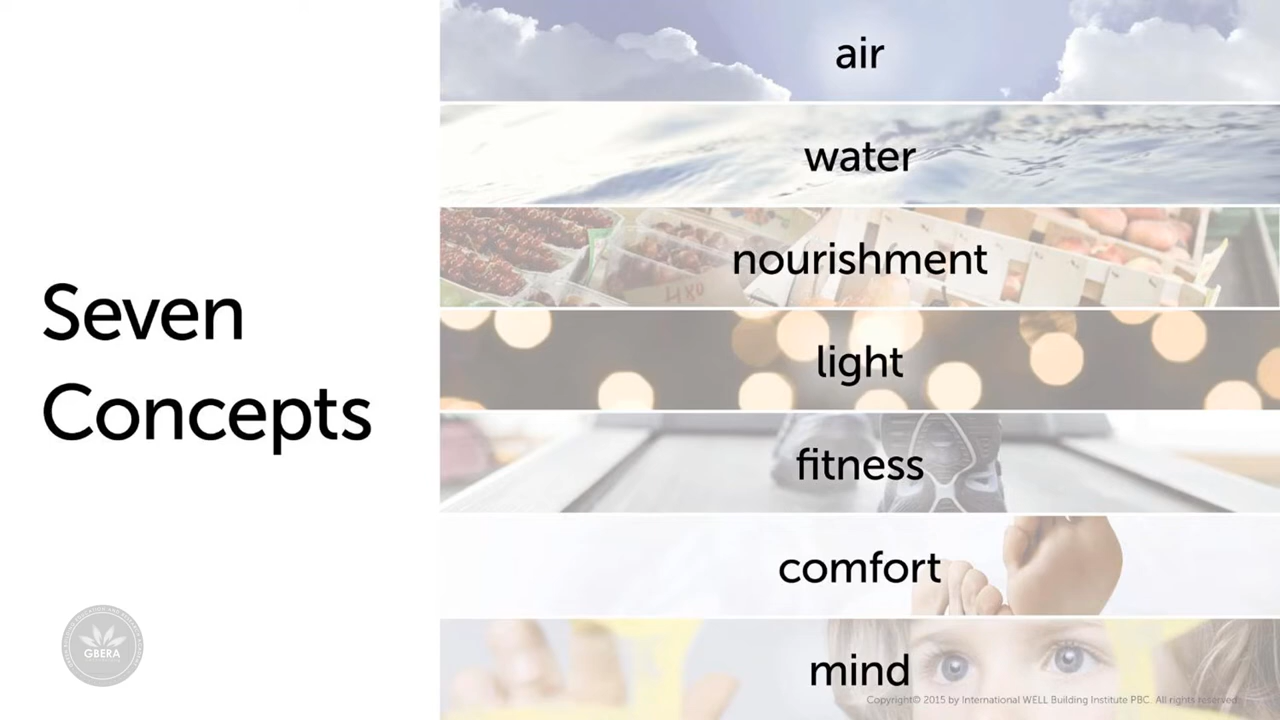 Seven
Concepts
air
water
nourishment
light
fitness
comfort
mind
GBERA
Copyright© 2015 by International WELL Building Institute PBC. All rights reserved.